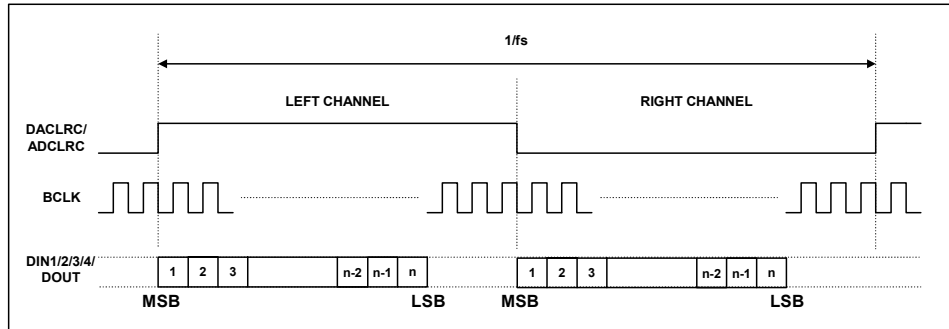 1/fs
LEFT CHANNEL
RIGHT CHANNEL
DACLRC/
ADCLRC
BCLK
DIN1/2/3/4/
DOUT
1 2 3 n-2 n-1 n 1 2 3 n-2 n-1 n
MSB LSB MSB LSB